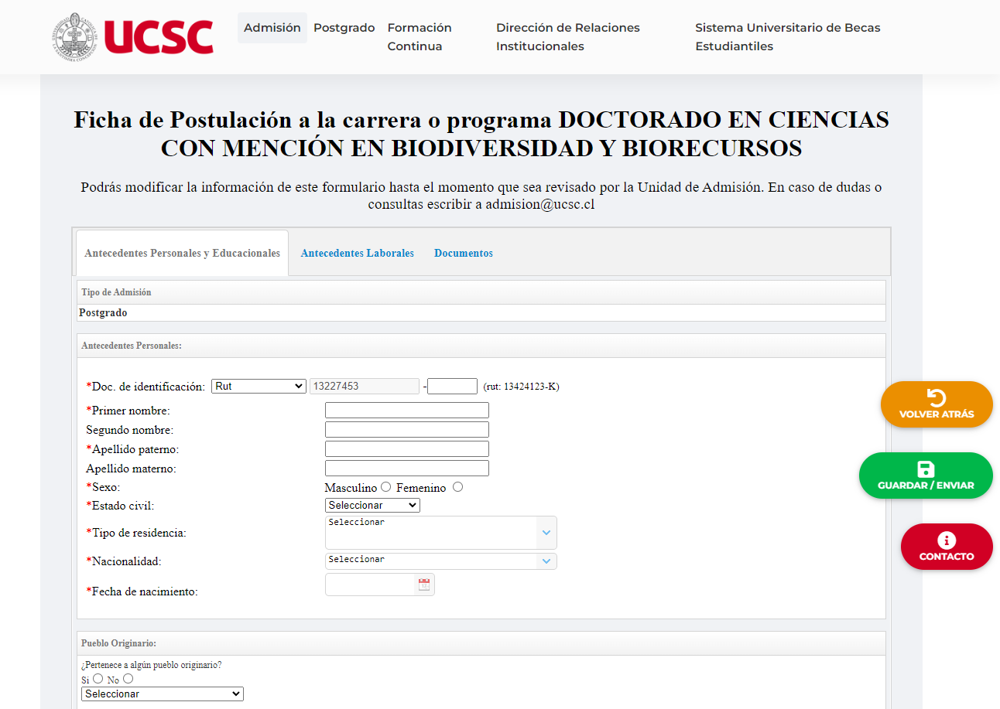 UCSC
Admisión
Postgrado
Formación
Continua
Dirección de Relaciones
Institucionales
Sistema Universitario de Becas
Estudiantiles
Ficha de Postulación a la carrera o programa DOCTORADO EN CIENCIAS
CON MENCIÓN EN BIODIVERSIDAD Y BIORECURSOS
Podrás modificar la información de este formulario hasta el momento que sea revisado por la Unidad de Admisión. En caso de dudas o
consultas escribir a admision@ucsc.cl
Antecedentes Personales y Educacionales Antecedentes Laborales Documentos
Tipo de Admisión
Postgrado
Antecedentes Personales:
*Doc. de identificación: Rut 13227453 - (rut: 13424123-K)
*Primer nombre:
Segundo nombre:
*Apellido paterno:
Apellido materno:
*Sexo: Masculino Femenino
*Estado civil: Seleccionar
*Tipo de residencia: Seleccionar
*Nacionalidad: Seleccionar
*Fecha de nacimiento:
Pueblo Originario:
¿Pertenece a algún pueblo originario?
Si No
Seleccionar
VOLVER ATRÁS
GUARDAR / ENVIAR
CONTACTO